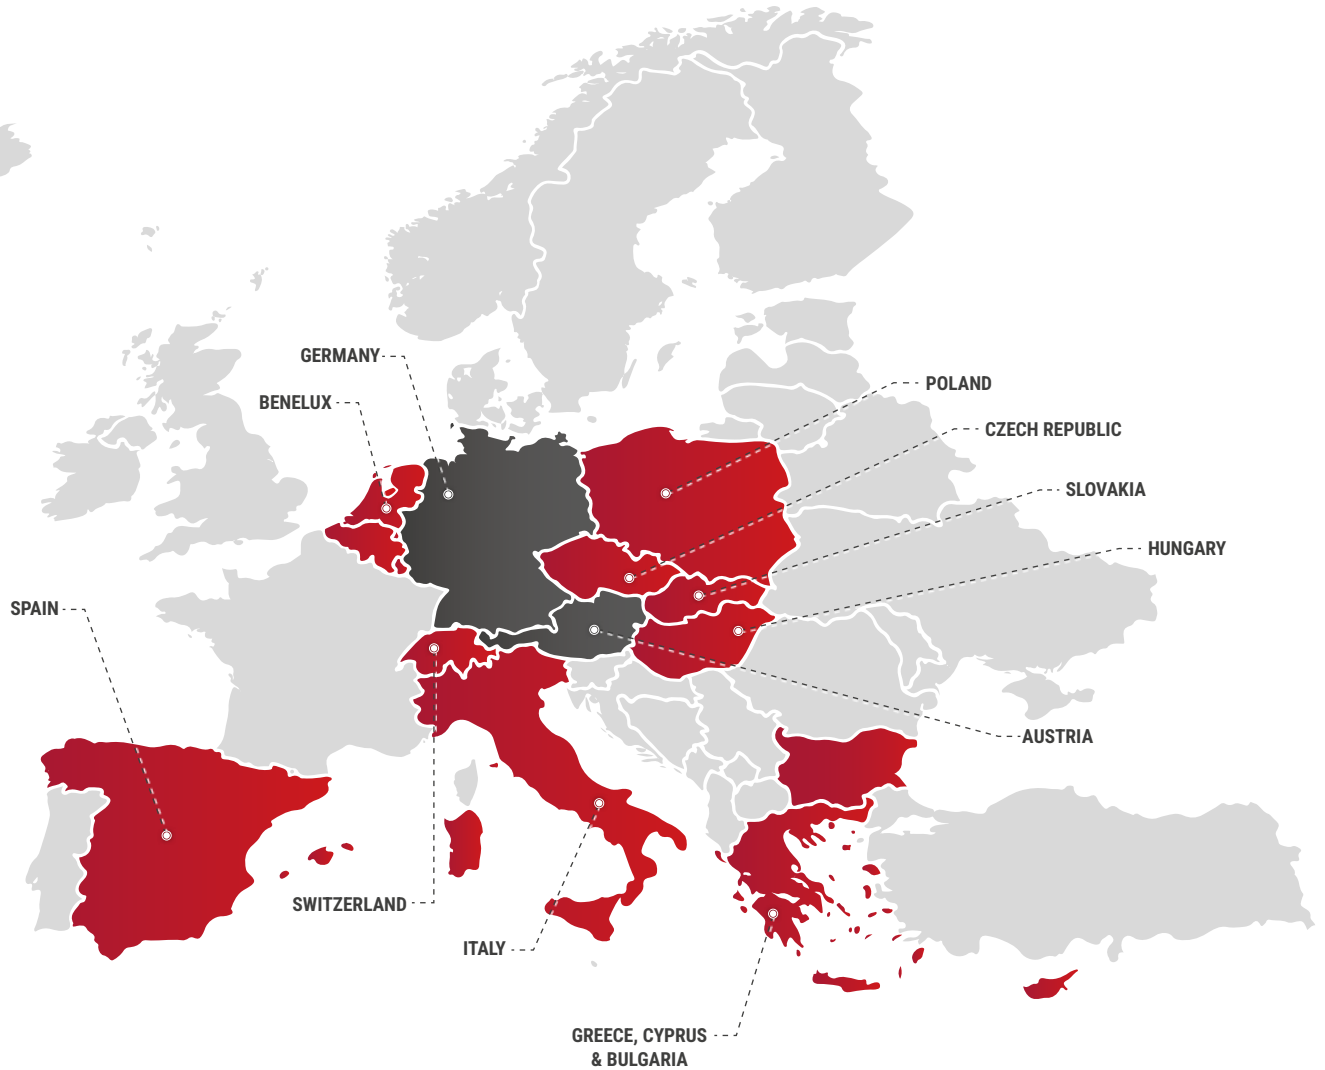 GERMANY
BENELUX
POLAND
CZECH REPUBLIC
SLOVAKIA
HUNGARY
SPAIN
AUSTRIA
SWITZERLAND
ITALY
GREECE, CYPRUS
& BULGARIA